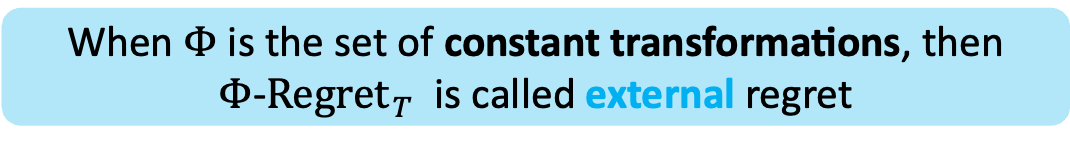 When Φ is the set of constant transformations, then
Φ-Regret_T is called external regret